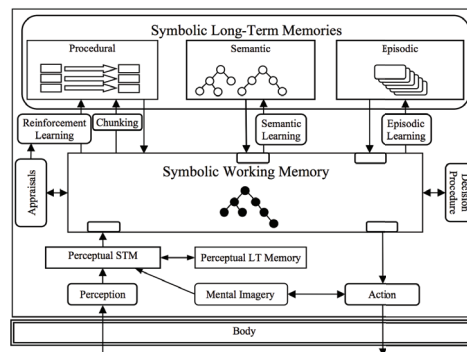 Symbolic Long-Term Memories
Procedural
Semantic
Episodic
Reinforcement
Learning
Chunking
Semantic
Learning
Episodic
Learning
Symbolic Working Memory
Appraisals
Decision
Procedure
Perceptual STM
Perceptual LT Memory
Perception
Mental Imagery
Action
Body